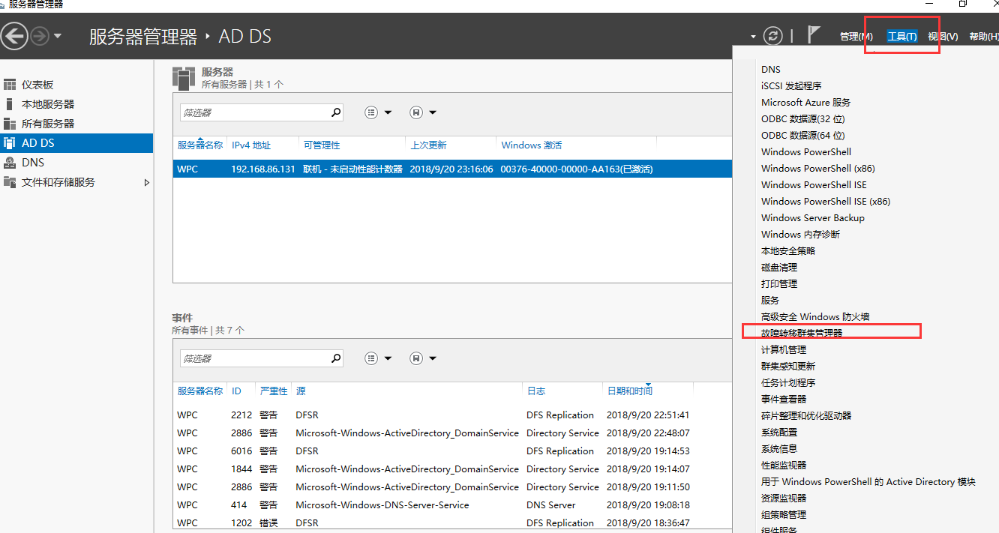 服务器管理器
服务器管理器 · AD DS
管理(M) 工具(T) 视图(V) 帮助(H)
仪表板
本地服务器
所有服务器
AD DS
DNS
文件和存储服务
服务器
所有服务器 | 共 1 个
筛选器
服务器名称 IPv4 地址 可管理性 上次更新 Windows 激活
WPC 192.168.86.131 联机 - 未启动性能计数器 2018/9/20 23:16:06 00376-40000-00000-AA163(已激活)
事件
所有事件 | 共 7 个
筛选器
服务器名称 ID 严重性 源 日志 日期和时间
WPC 2212 警告 DFSR DFS Replication 2018/9/20 22:51:41
WPC 2886 警告 Microsoft-Windows-ActiveDirectory_DomainService Directory Service 2018/9/20 22:48:07
WPC 6016 警告 DFSR DFS Replication 2018/9/20 19:14:53
WPC 1844 警告 Microsoft-Windows-ActiveDirectory_DomainService Directory Service 2018/9/20 19:14:07
WPC 2886 警告 Microsoft-Windows-ActiveDirectory_DomainService Directory Service 2018/9/20 19:11:50
WPC 414 警告 Microsoft-Windows-DNS-Server-Service DNS Server 2018/9/20 19:08:18
WPC 1202 错误 DFSR DFS Replication 2018/9/20 18:36:47
DNS
iSCSI 发起程序
Microsoft Azure 服务
ODBC 数据源(32 位)
ODBC 数据源(64 位)
Windows PowerShell
Windows PowerShell (x86)
Windows PowerShell ISE
Windows PowerShell ISE (x86)
Windows Server Backup
Windows 内存诊断
本地安全策略
磁盘清理
打印管理
服务
高级安全 Windows 防火墙
故障转移群集管理器
计算机管理
群集感知更新
任务计划程序
事件查看器
碎片整理和优化驱动器
系统配置
系统信息
性能监视器
用于 Windows PowerShell 的 Active Directory 模块
资源监视器
组策略管理
组件服务